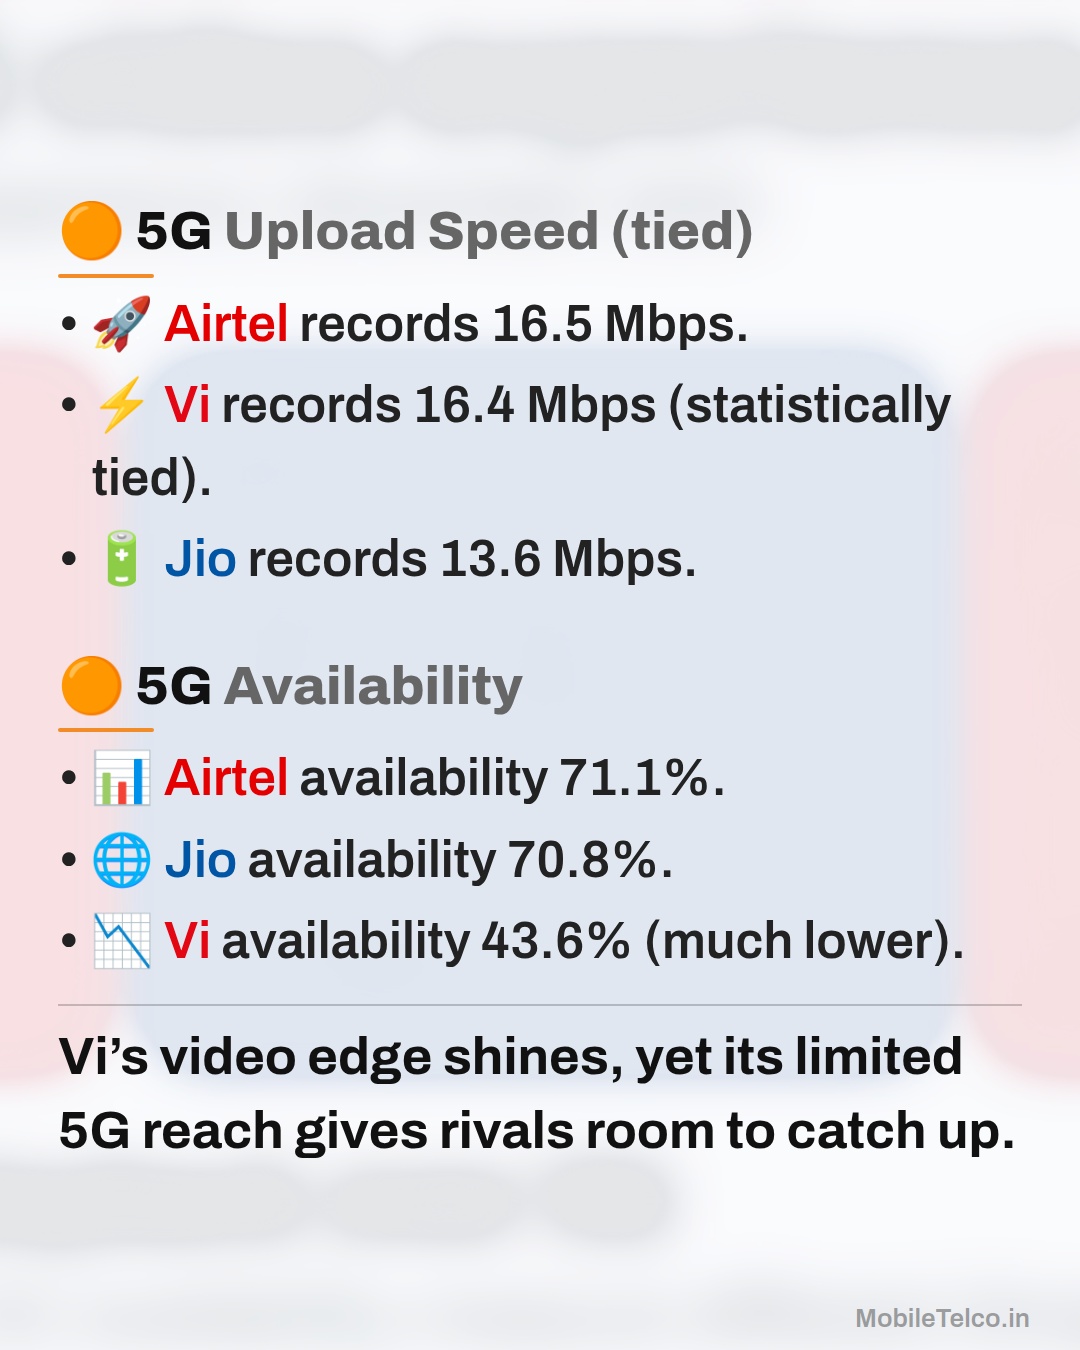 🟠 5G Upload Speed (tied)
• 🚀 Airtel records 16.5 Mbps.
• ⚡ Vi records 16.4 Mbps (statistically
tied).
• 🔋 Jio records 13.6 Mbps.
🟠 5G Availability
• 📊 Airtel availability 71.1%.
• 🌐 Jio availability 70.8%.
• 📉 Vi availability 43.6% (much lower).
Vi’s video edge shines, yet its limited
5G reach gives rivals room to catch up.
MobileTelco.in